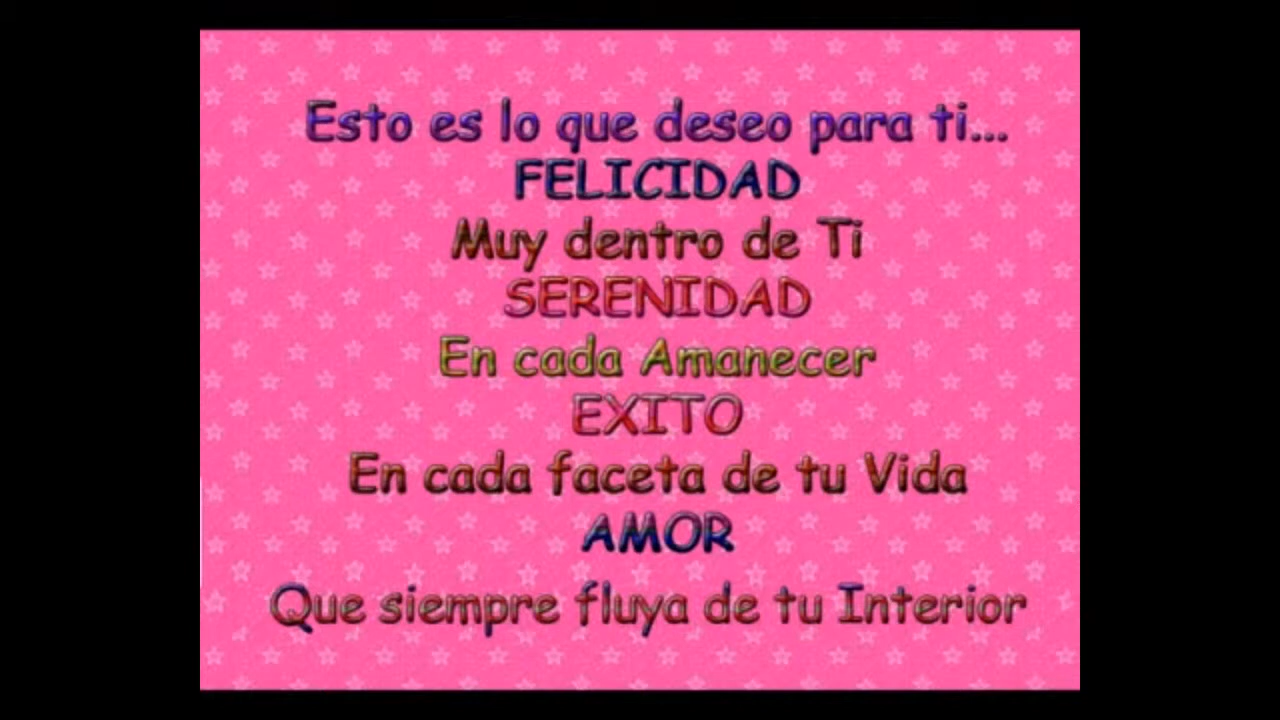 Esto es lo que deseo para ti...
FELICIDAD
Muy dentro de Ti
SERENIDAD
En cada Amanecer
EXITO
En cada faceta de tu Vida
AMOR
Que siempre fluya de tu Interior